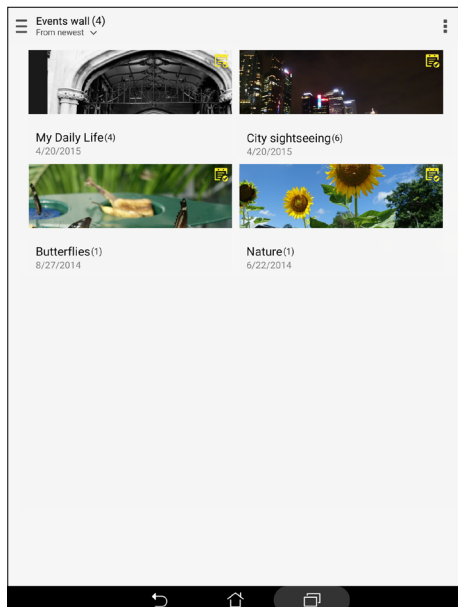 Events wall (4)
From newest
My Daily Life(4)
4/20/2015
City sightseeing(6)
4/20/2015
Butterflies(1)
8/27/2014
Nature(1)
6/22/2014